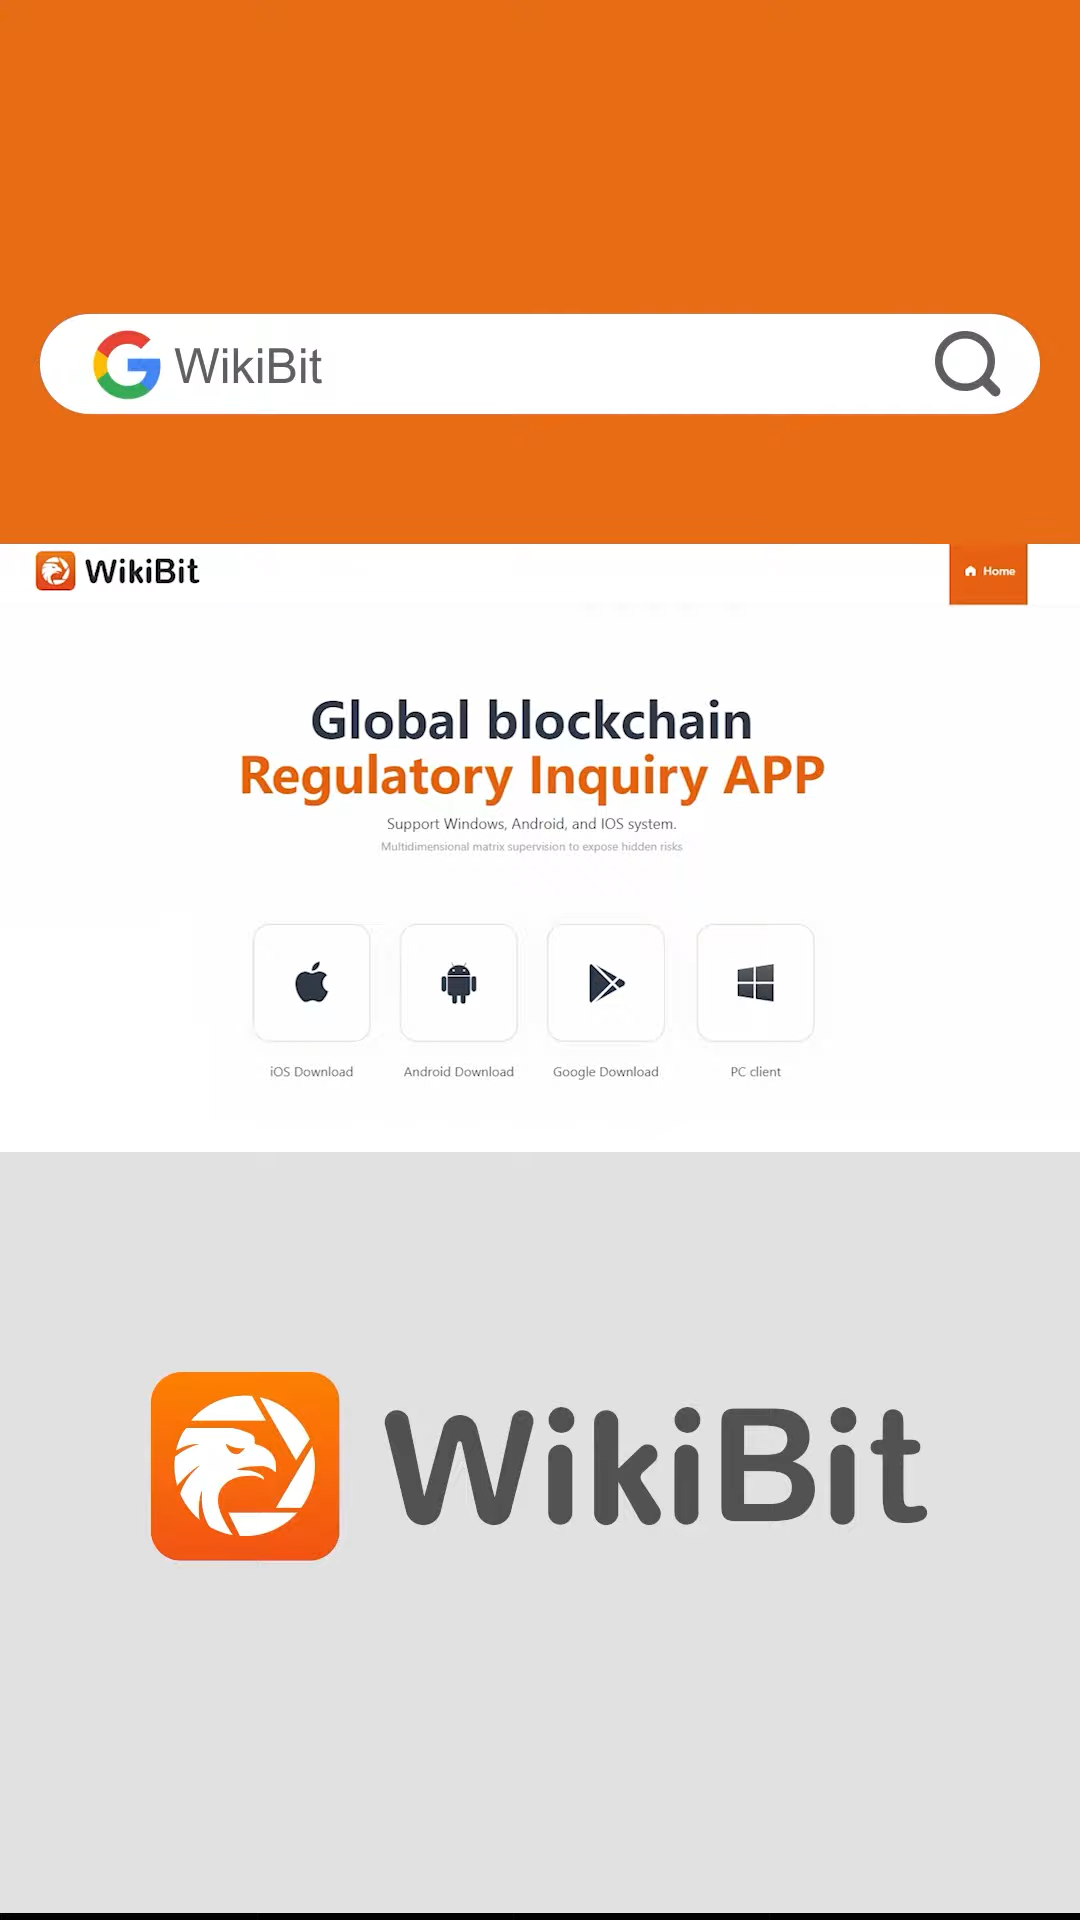 WikiBit
WikiBit
Home
Global blockchain
Regulatory Inquiry APP
Support Windows, Android, and IOS system.
Multidimensional matrix supervision to expose hidden risks
iOS Download
Android Download
Google Download
PC client
WikiBit